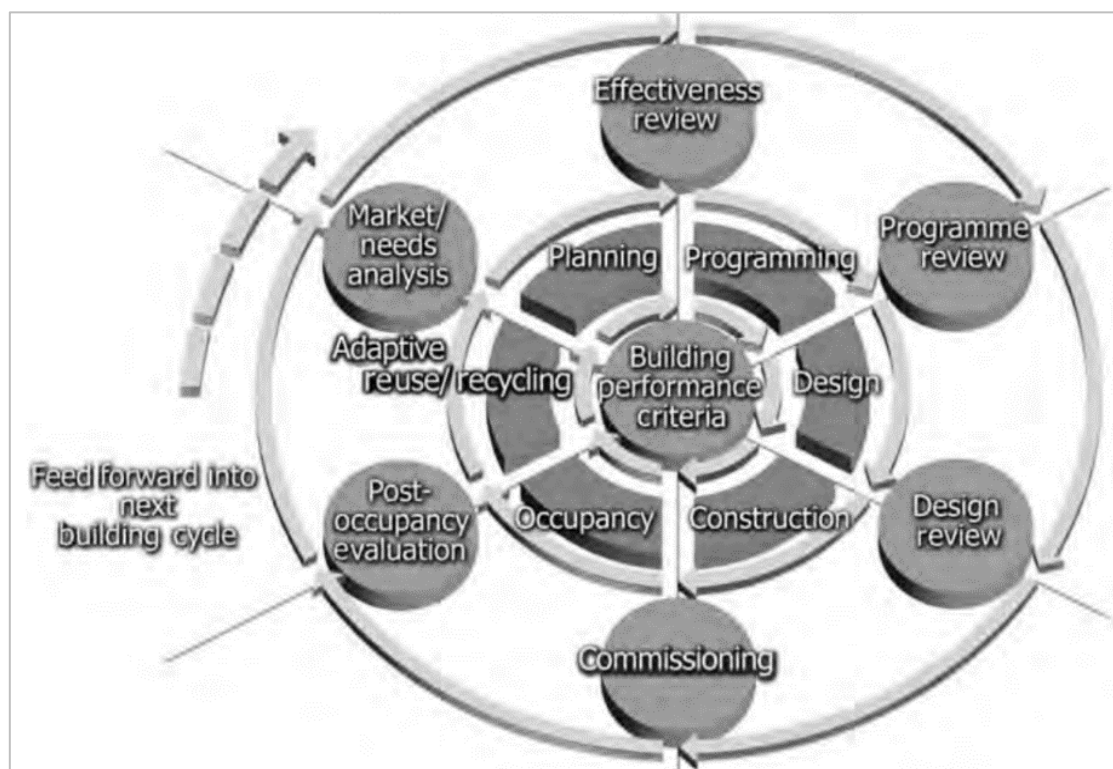 Effectiveness
review
Market/
needs
analysis
Programme
review
Planning
Programming
Adaptive
reuse/recycling
Building
performance
criteria
Design
Feed forward into
next
building cycle
Post-
occupancy
evaluation
Occupancy
Construction
Design
review
Commissioning